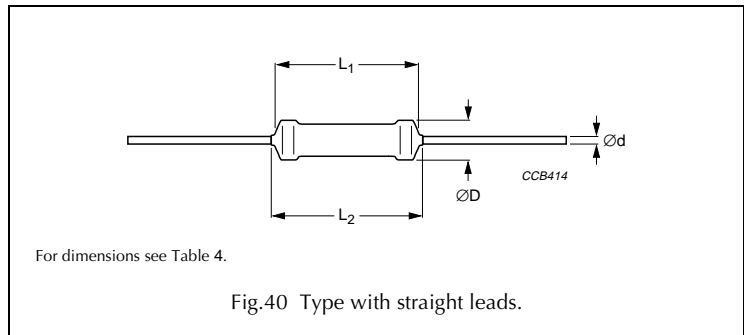 L1
Ød
CCB414
ØD
L2
For dimensions see Table 4.
Fig.40 Type with straight leads.